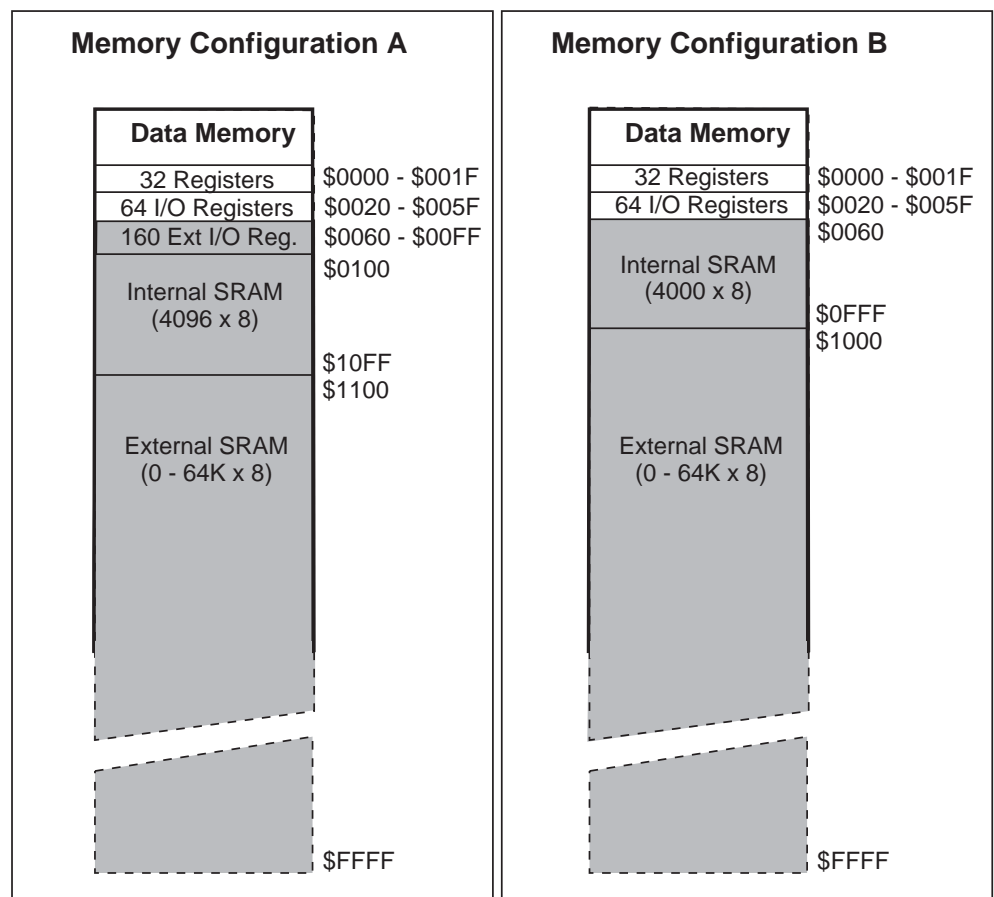 Memory Configuration A
Data Memory
32 Registers
$0000 - $001F
64 I/O Registers
$0020 - $005F
160 Ext I/O Reg.
$0060 - $00FF
$0100
Internal SRAM
(4096 x 8)
$10FF
$1100
External SRAM
(0 - 64K x 8)
$FFFF
Memory Configuration B
Data Memory
32 Registers
$0000 - $001F
64 I/O Registers
$0020 - $005F
$0060
Internal SRAM
(4000 x 8)
$0FFF
$1000
External SRAM
(0 - 64K x 8)
$FFFF